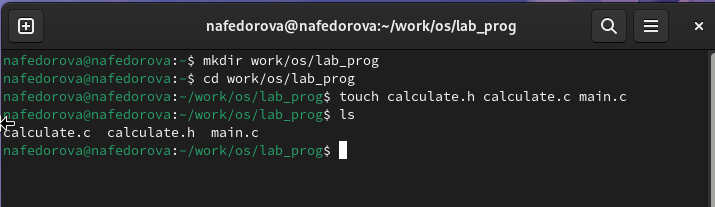 nafedorova@nafedorova:~/work/os/lab_prog
nafedorova@nafedorova:~$ mkdir work/os/lab_prog
nafedorova@nafedorova:~$ cd work/os/lab_prog
nafedorova@nafedorova:~/work/os/lab_prog$ touch calculate.h calculate.c main.c
nafedorova@nafedorova:~/work/os/lab_prog$ ls
calculate.c  calculate.h  main.c
nafedorova@nafedorova:~/work/os/lab_prog$